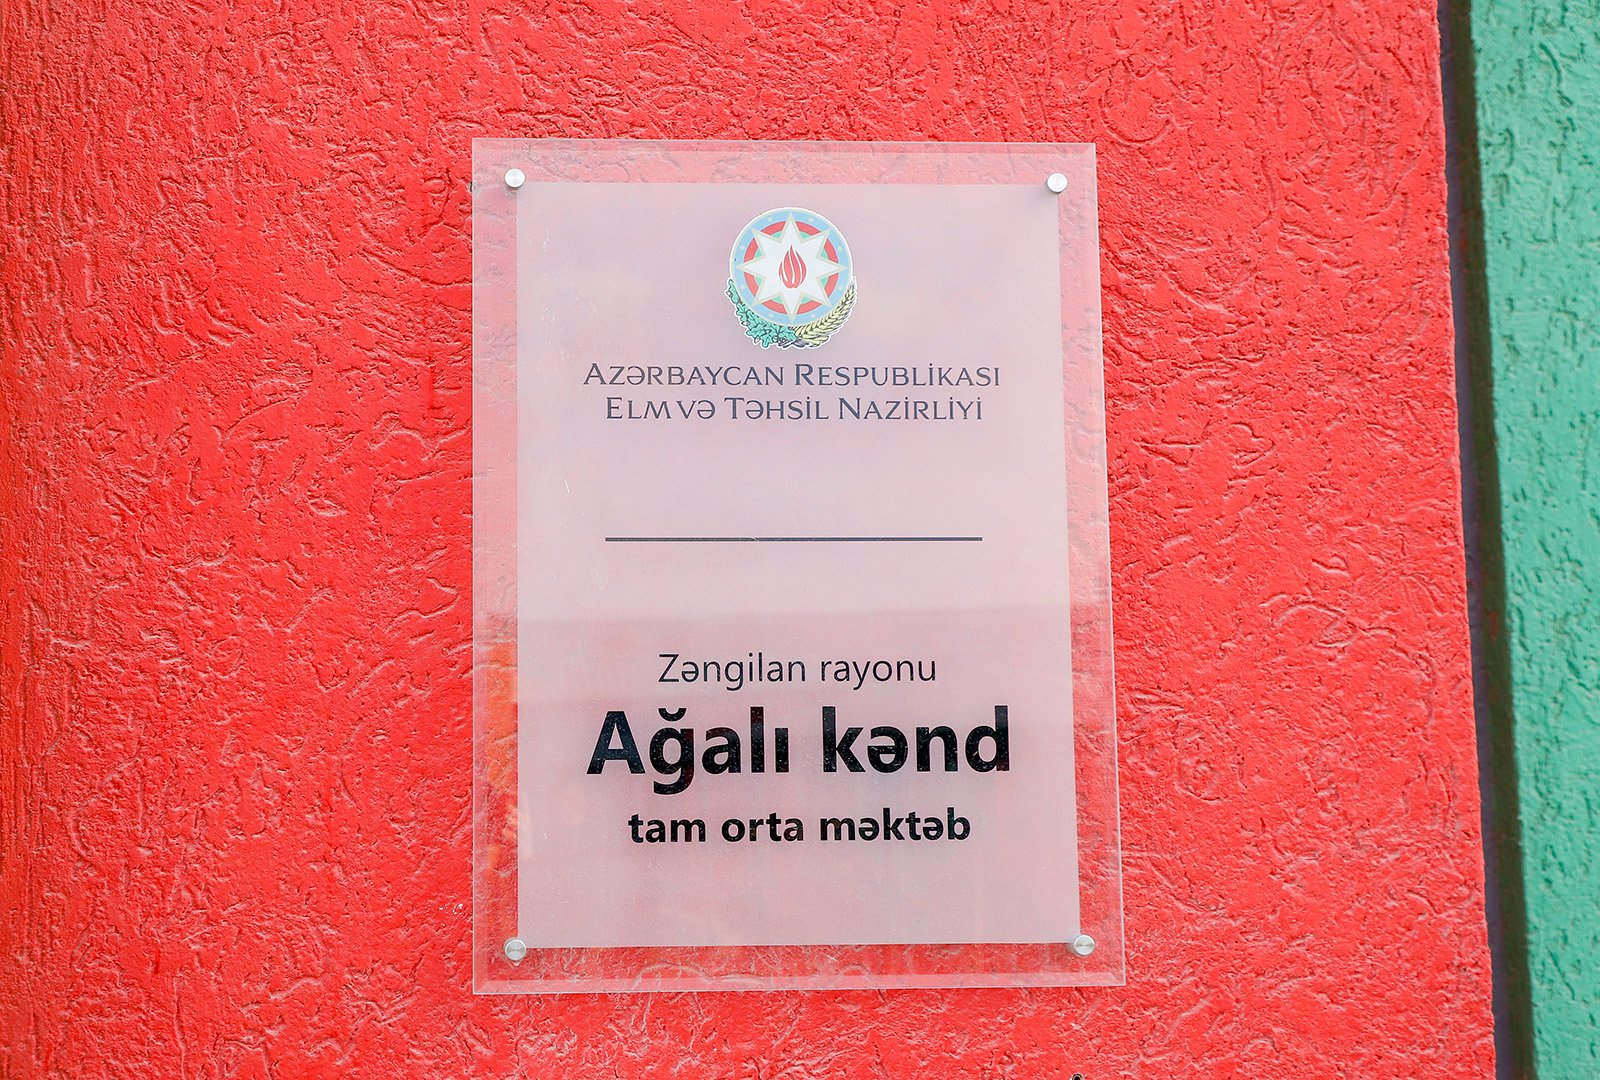 AZƏRBAYCAN RESPUBLİKASI
ELM VƏ TƏHSİL NAZİRLİYİ
Zəngilan rayonu
Ağalı kənd
tam orta məktəb